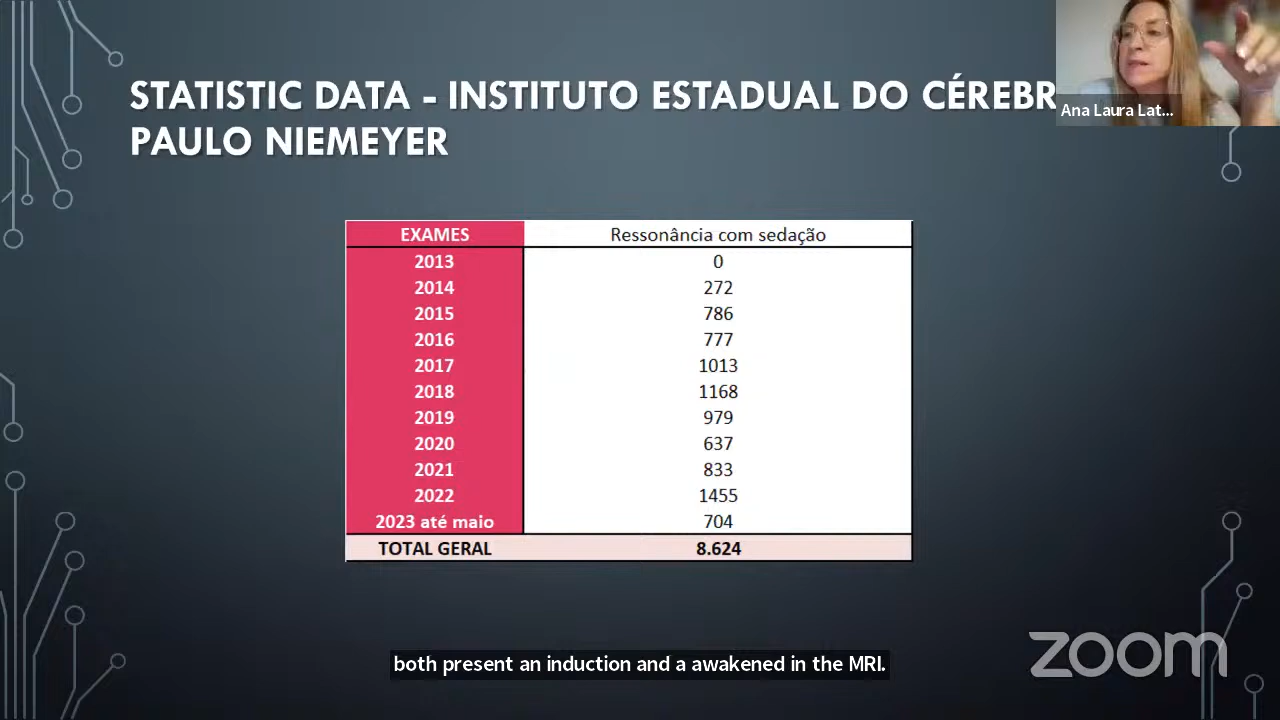 STATISTIC DATA - INSTITUTO ESTADUAL DO CÉREBR
PAULO NIEMEYER
Ana Laura Lat...
EXAMES Ressonância com sedação
2013 0
2014 272
2015 786
2016 777
2017 1013
2018 1168
2019 979
2020 637
2021 833
2022 1455
2023 até maio 704
TOTAL GERAL 8.624
both present an induction and a awakened in the MRI.
zoom